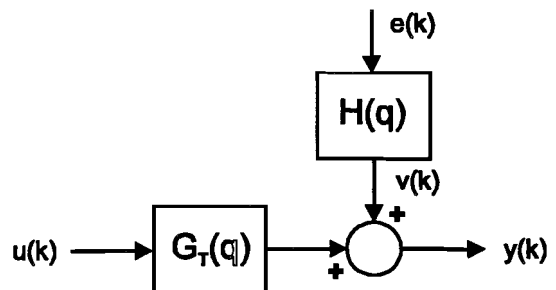 e(k)
H(q)
v(k)
+
u(k)
G_T(q)
+
y(k)